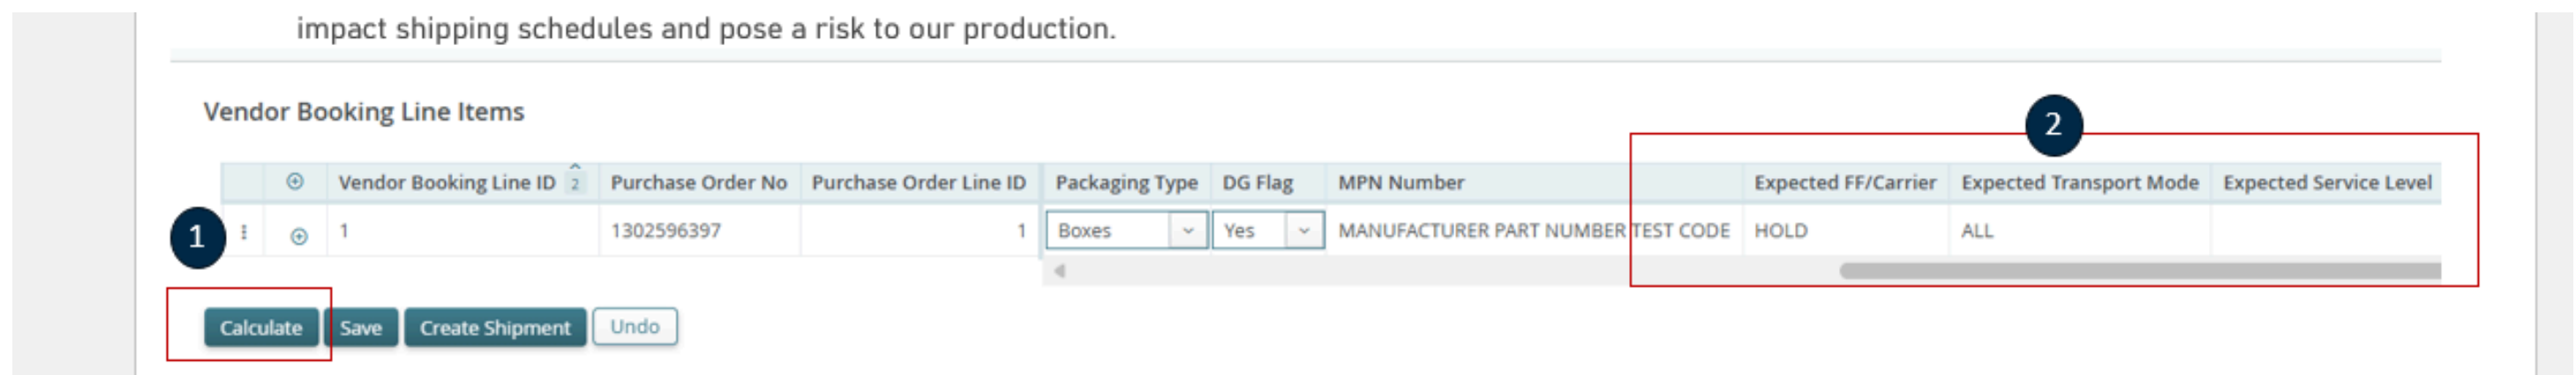 impact shipping schedules and pose a risk to our production.
Vendor Booking Line Items
2
Vendor Booking Line ID 2 Purchase Order No Purchase Order Line ID Packaging Type DG Flag MPN Number Expected FF/Carrier Expected Transport Mode Expected Service Level
1 1 1302596397 1 Boxes Yes MANUFACTURER PART NUMBER TEST CODE HOLD ALL
Calculate Save Create Shipment Undo